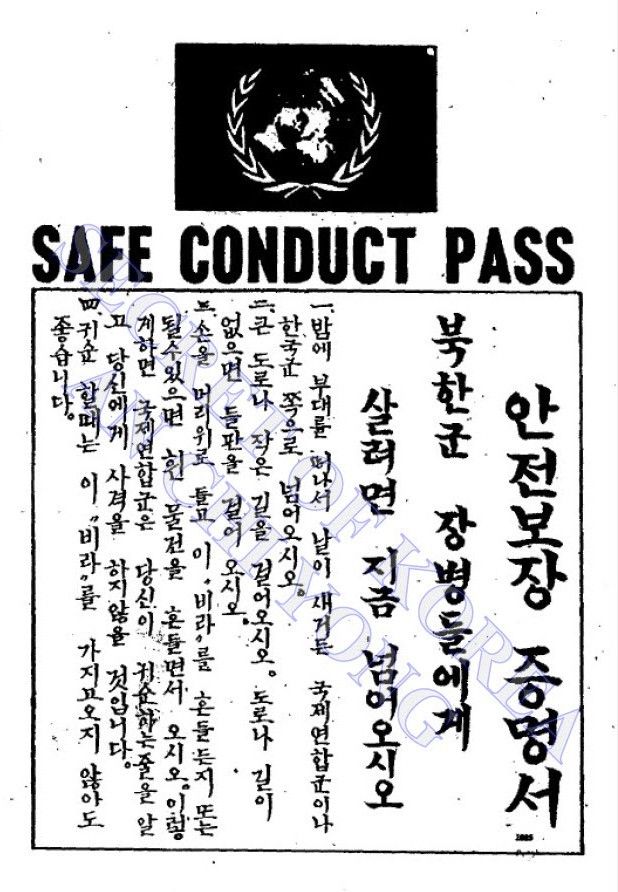 SAFE CONDUCT PASS
안전보장 증명서
북한군 장병들에게
살려면 지금 넘어오시오
一. 밤에 부대를 떠나서 날이 새거든 국제연합군이나
한국군 쪽으로 넘어오시오.
二. 큰 도로나 작은 길을 걸어오시오. 도로나 길이
없으면 들판을 걸어 오시오.
三. 손을 머리위로 들고 이 "비라"를 흔들든지 또는
될수있으면 흰 물건을 흔들면서 오시오. 이렇
게하면 국제연합군은 당신이 귀순하는줄을 알
고 당신에게 사격을 하지않을 것입니다.
四. 귀순 할때는 이 "비라"를 가지고오지 않아도
좋습니다.
SECRET OF KOREA
AN CHI YONG